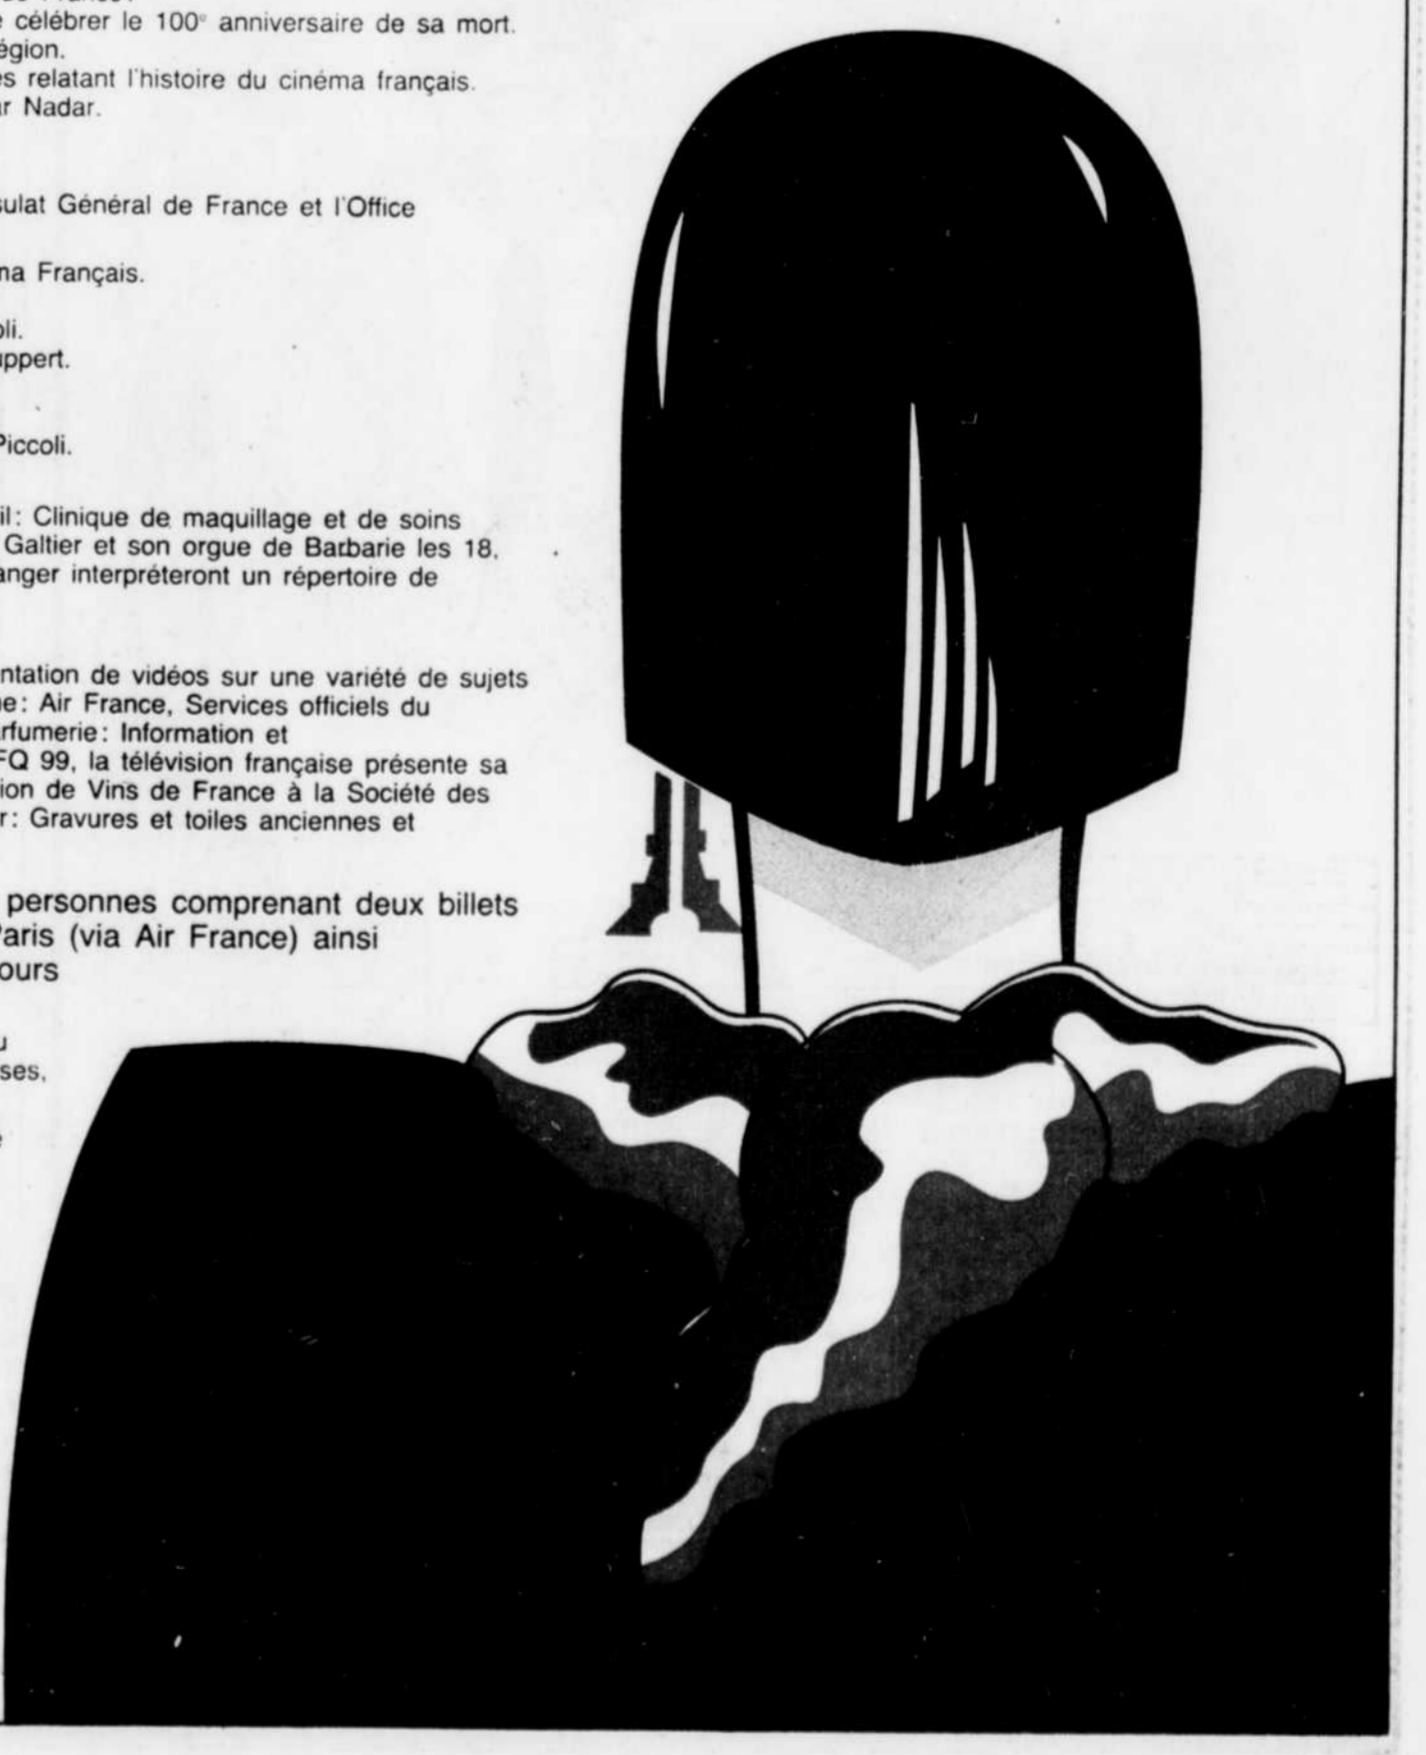 célébrer le 100e anniversaire de sa mort.
égion.
es relatant l'histoire du cinéma français.
ar Nadar.
sulat Général de France et l'Office
ma Français.
oli.
uppert.
Piccoli.
il: Clinique de maquillage et de soins
Galtier et son orgue de Barbarie les 18,
anger interpréteront un répertoire de
ntation de vidéos sur une variété de sujets
ue: Air France, Services officiels du
arfumerie: Information et
FQ 99, la télévision française présente sa
ion de Vins de France à la Société des
r: Gravures et toiles anciennes et
personnes comprenant deux billets
Paris (via Air France) ainsi
ours
u
ses,
e